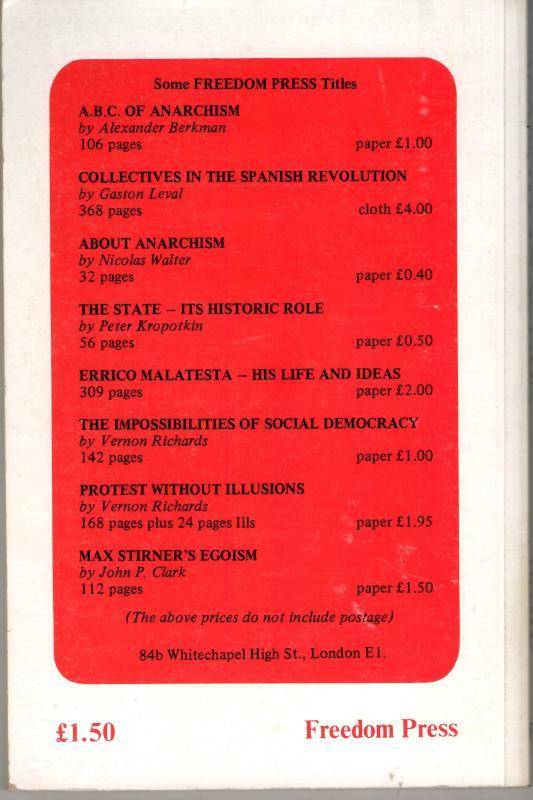 Some FREEDOM PRESS Titles
A.B.C. OF ANARCHISM
by Alexander Berkman
106 pages paper £1.00
COLLECTIVES IN THE SPANISH REVOLUTION
by Gaston Leval
368 pages cloth £4.00
ABOUT ANARCHISM
by Nicolas Walter
32 pages paper £0.40
THE STATE – ITS HISTORIC ROLE
by Peter Kropotkin
56 pages paper £0.50
ERRICO MALATESTA – HIS LIFE AND IDEAS
309 pages paper £2.00
THE IMPOSSIBILITIES OF SOCIAL DEMOCRACY
by Vernon Richards
142 pages paper £1.00
PROTEST WITHOUT ILLUSIONS
by Vernon Richards
168 pages plus 24 pages Ills paper £1.95
MAX STIRNER'S EGOISM
by John P. Clark
112 pages paper £1.50
(The above prices do not include postage)
84b Whitechapel High St., London E1.
£1.50 Freedom Press